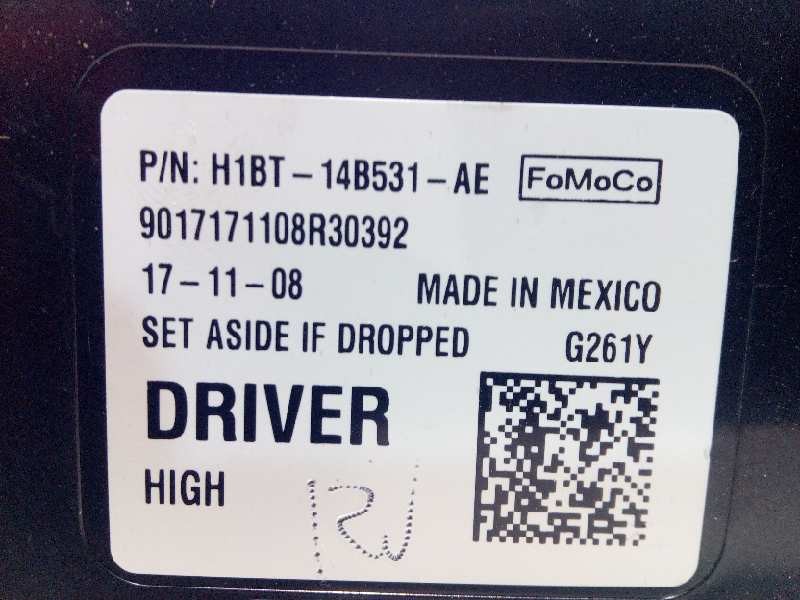 P/N: H1BT-14B531-AE FoMoCo
9017171108R30392
17-11-08 MADE IN MEXICO
SET ASIDE IF DROPPED G261Y
DRIVER
HIGH